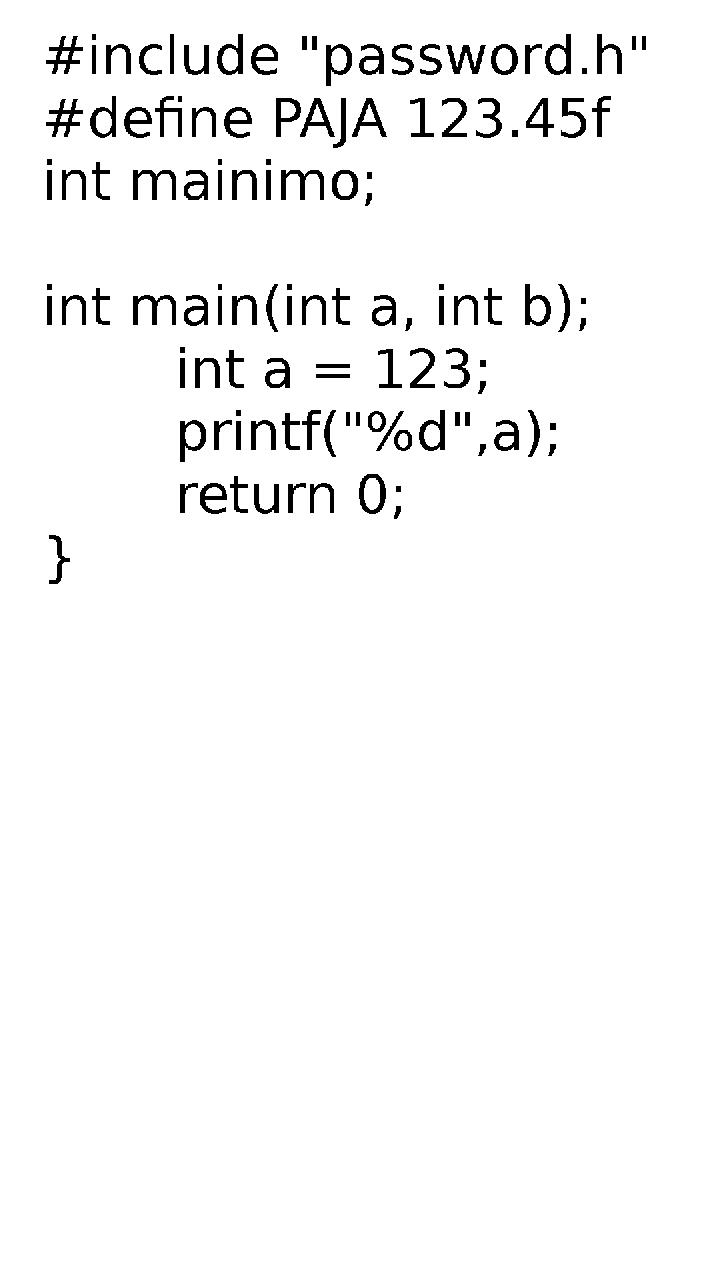 #include "password.h"
#define PAJA 123.45f
int mainimo;

int main(int a, int b);
        int a = 123;
        printf("%d",a);
        return 0;
}